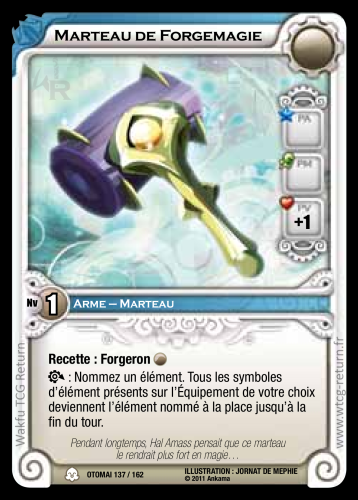 Marteau de Forgemagie
PA
PM
PV
+1
Nv 1 Arme – Marteau
Recette : Forgeron
: Nommez un élément. Tous les symboles
d'élément présents sur l'Équipement de votre choix
deviennent l'élément nommé à la place jusqu'à la
fin du tour.
Pendant longtemps, Hal Amass pensait que ce marteau
le rendrait plus fort en magie…
OTOMAI 137 / 162
ILLUSTRATION : JORNAT DE MEPHIE
© 2011 Ankama
Wakfu TCG Return
www.wtcg-return.fr